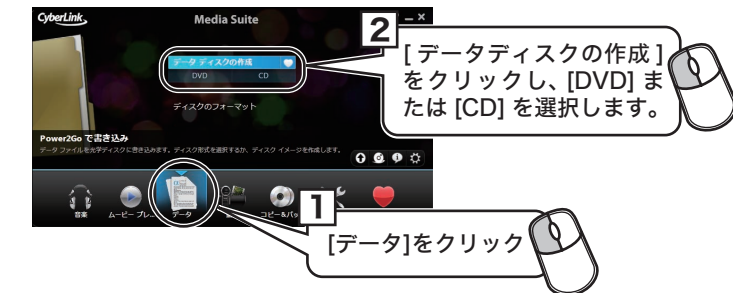 CyberLink
Media Suite
データ ディスクの作成
DVD
CD
ディスクのフォーマット
Power2Go で書き込み
データ ファイルを光学ディスクに書き込みます。ディスク形式を選択するか、ディスク イメージを作成します。
音楽
ムービー プレ...
データ
コピー&バッ
2
[データディスクの作成]
をクリックし、[DVD] ま
たは [CD] を選択します。
1
[データ]をクリック